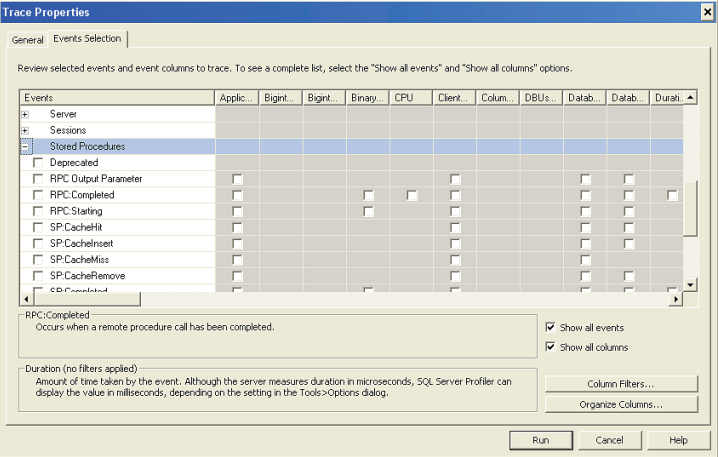 Trace Properties
General Events Selection
Review selected events and event columns to trace. To see a complete list, select the "Show all events" and "Show all columns" options.
Events Applic... Bigint... Bigint... Binary... CPU Client... Colum... DBUs... Datab... Datab... Durati...
Server
Sessions
Stored Procedures
Deprecated
RPC Output Parameter
RPC:Completed
RPC:Starting
SP:CacheHit
SP:CacheInsert
SP:CacheMiss
SP:CacheRemove
SP:Completed
RPC:Completed
Occurs when a remote procedure call has been completed.
Show all events
Show all columns
Duration (no filters applied)
Amount of time taken by the event. Although the server measures duration in microseconds, SQL Server Profiler can
display the value in milliseconds, depending on the setting in the Tools>Options dialog.
Column Filters...
Organize Columns...
Run Cancel Help